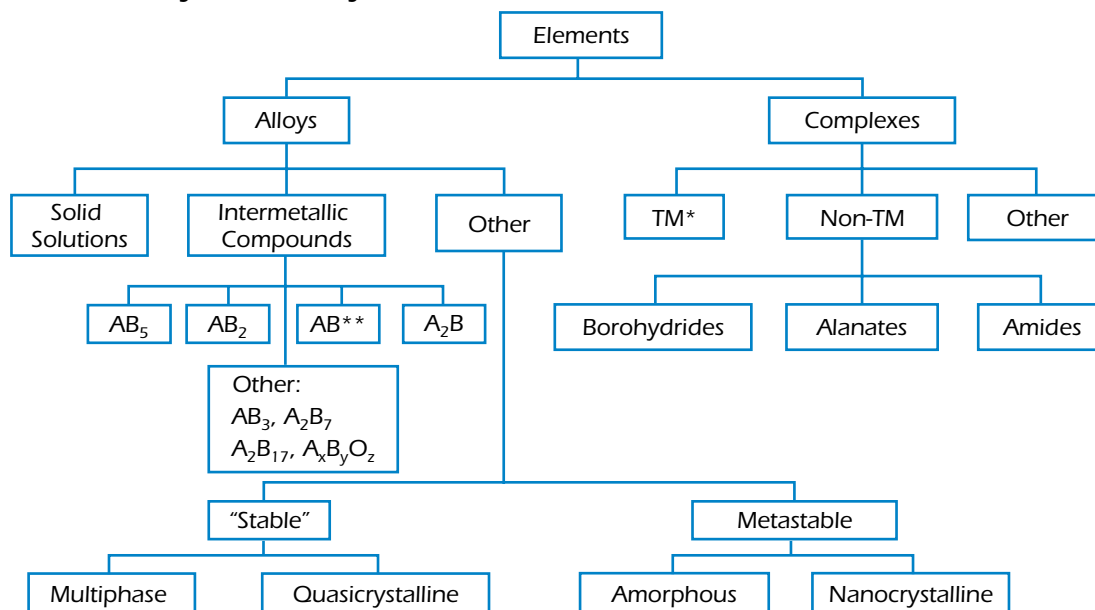 Elements
Alloys
Complexes
Solid
Solutions
Intermetallic
Compounds
Other
TM*
Non-TM
Other
AB₅
AB₂
AB**
A₂B
Borohydrides
Alanates
Amides
Other:
AB₃, A₂B₇
A₂B₁₇, AₓBᵧO_z
“Stable”
Metastable
Multiphase
Quasicrystalline
Amorphous
Nanocrystalline